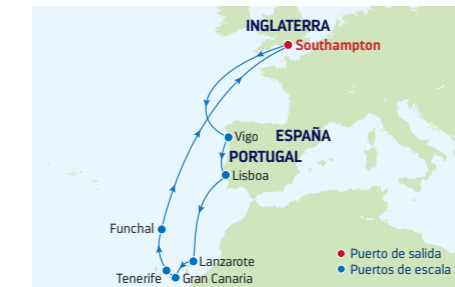 INGLATERRA
Southampton
Vigo
ESPAÑA
PORTUGAL
Lisboa
Funchal
Lanzarote
Tenerife
Gran Canaria
Puerto de salida
Puertos de escala